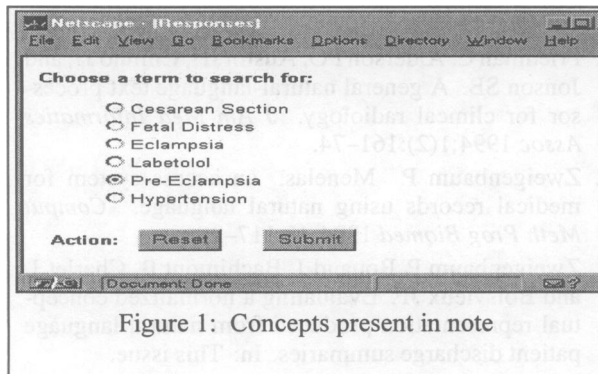 Netscape - [Responses]
File Edit View Go Bookmarks Options Directory Window Help
Choose a term to search for:
Cesarean Section
Fetal Distress
Eclampsia
Labetolol
Pre-Eclampsia
Hypertension
Action: Reset Submit
Document: Done
Figure 1: Concepts present in note